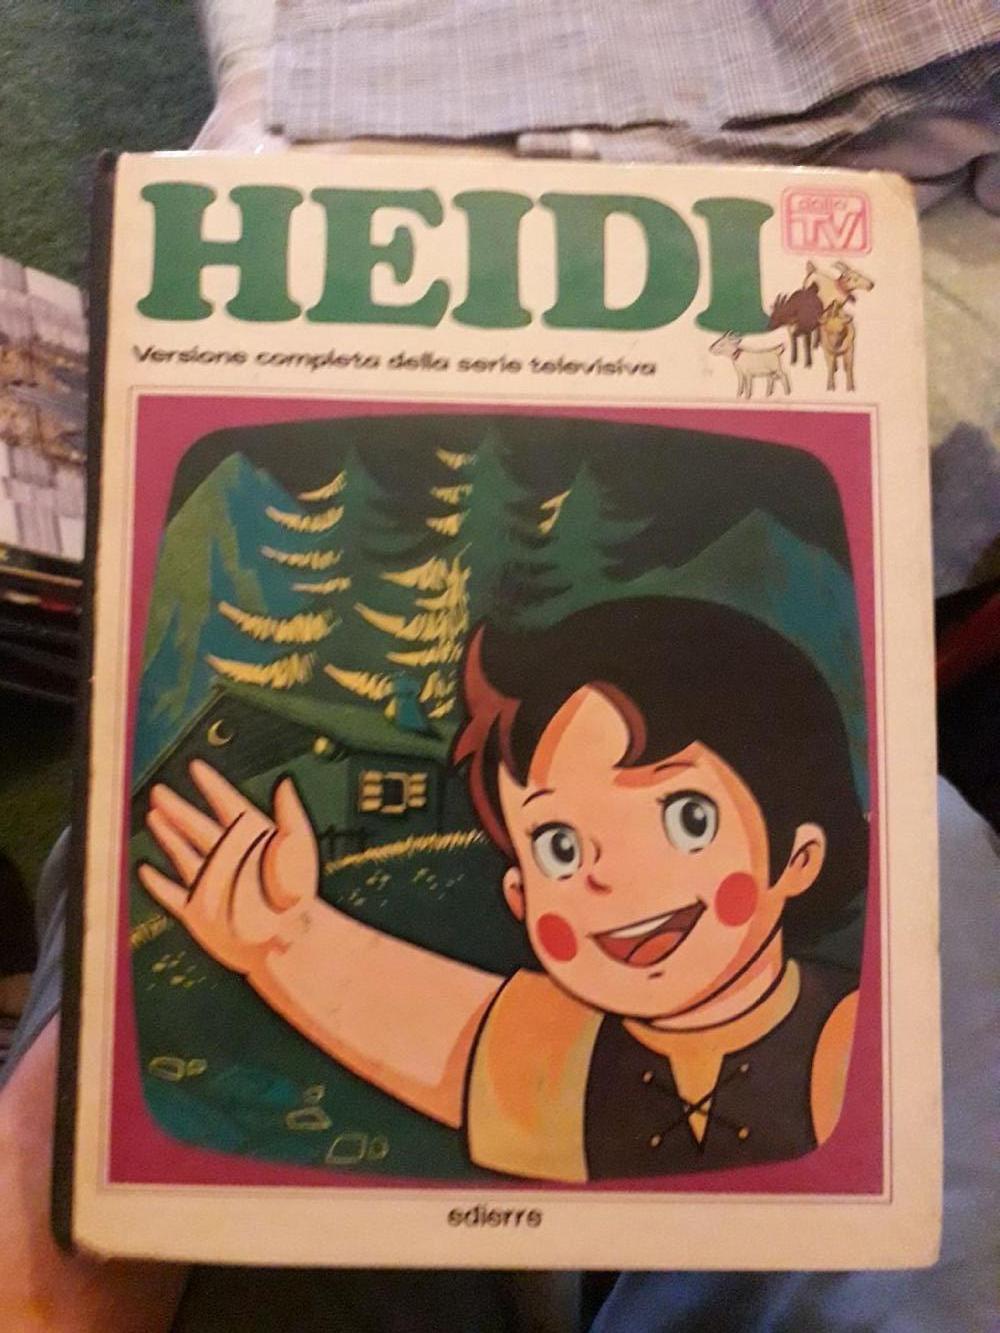 HEIDI
dalla
TV
Versione completa della serie televisiva
edierre